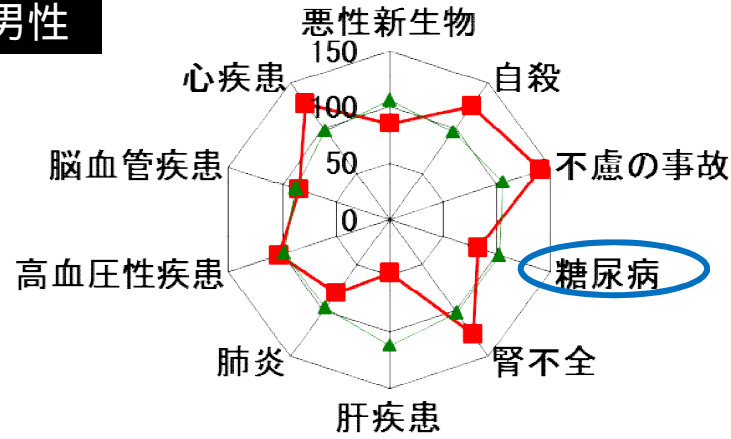 男性
悪性新生物
150
心疾患
自殺
100
脳血管疾患
50
不慮の事故
0
高血圧性疾患
糖尿病
肺炎
腎不全
肝疾患